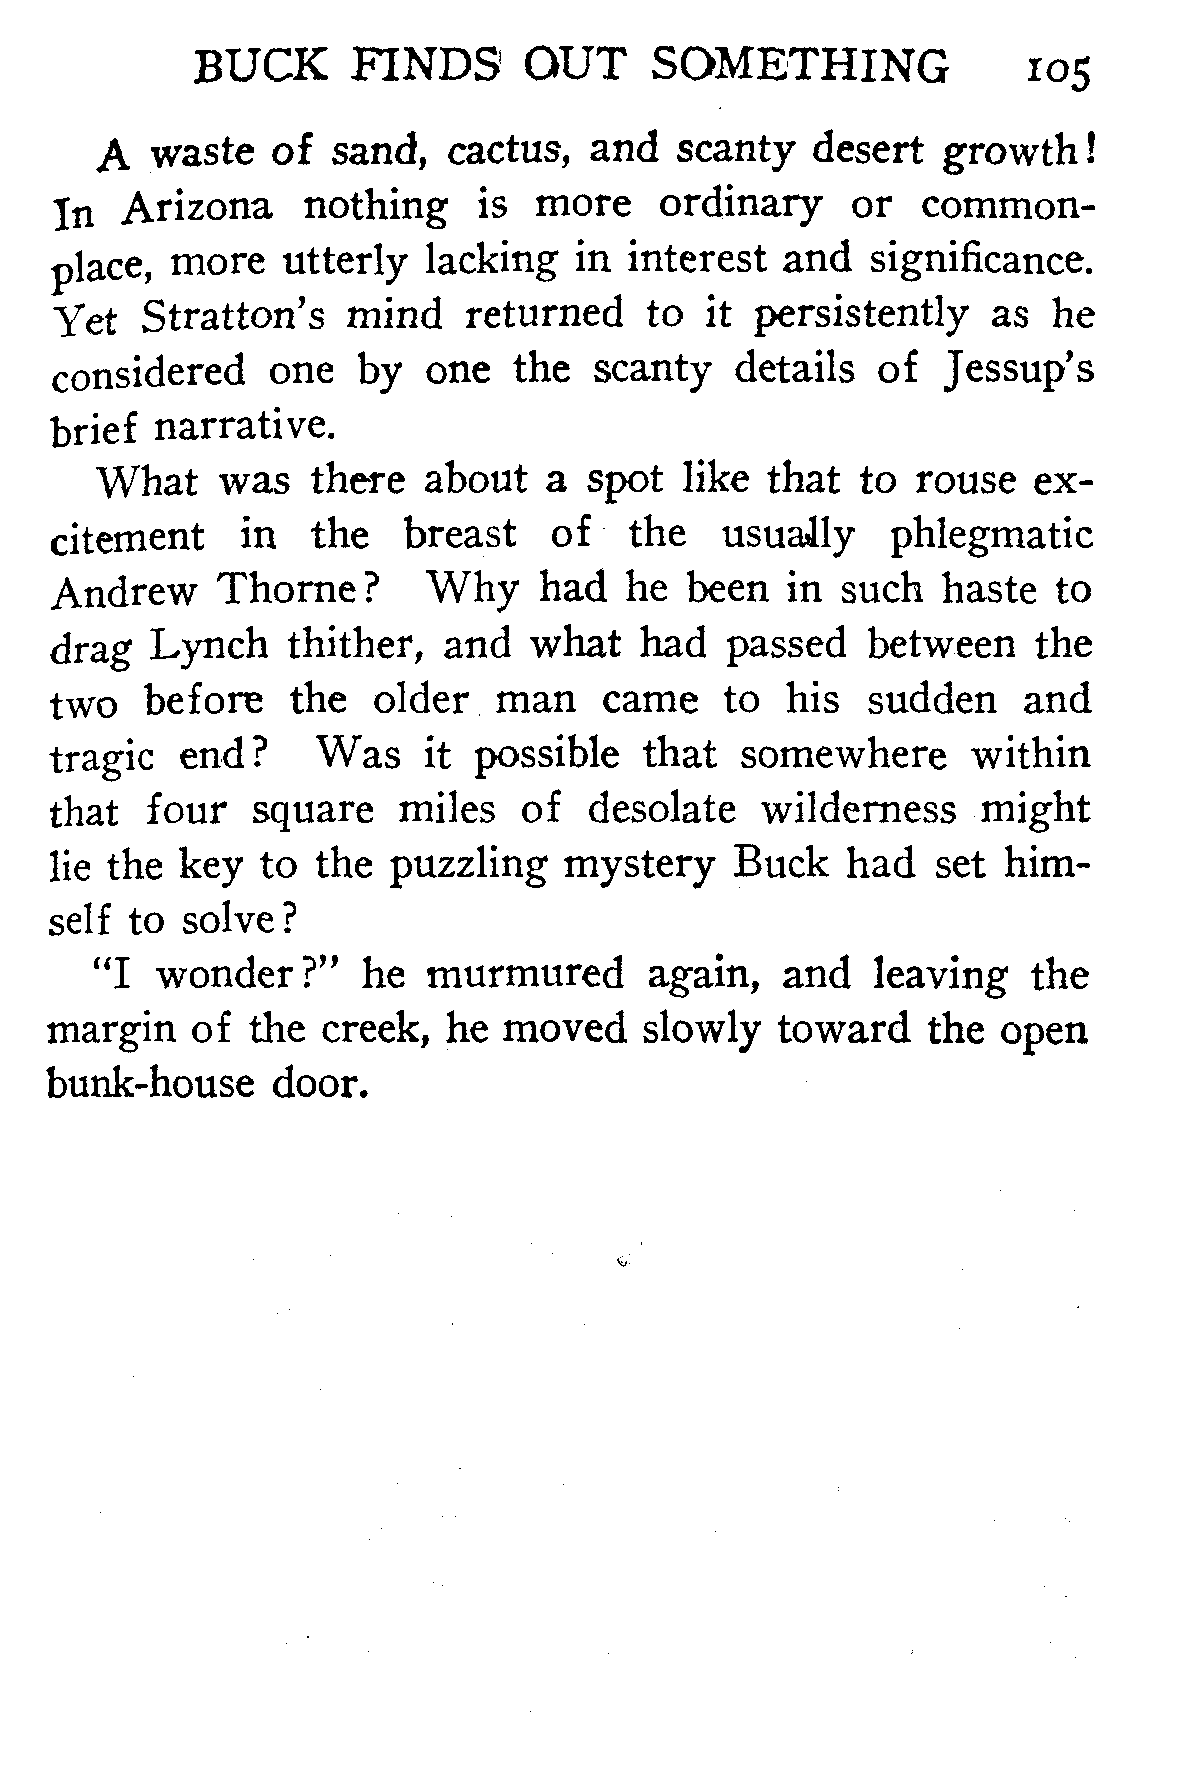 BUCK FINDS OUT SOMETHING 105
A waste of sand, cactus, and scanty desert growth!
In Arizona nothing is more ordinary or common-
place, more utterly lacking in interest and significance.
Yet Stratton's mind returned to it persistently as he
considered one by one the scanty details of Jessup's
brief narrative.
What was there about a spot like that to rouse ex-
citement in the breast of the usually phlegmatic
Andrew Thorne? Why had he been in such haste to
drag Lynch thither, and what had passed between the
two before the older man came to his sudden and
tragic end? Was it possible that somewhere within
that four square miles of desolate wilderness might
lie the key to the puzzling mystery Buck had set him-
self to solve?
"I wonder?" he murmured again, and leaving the
margin of the creek, he moved slowly toward the open
bunk-house door.